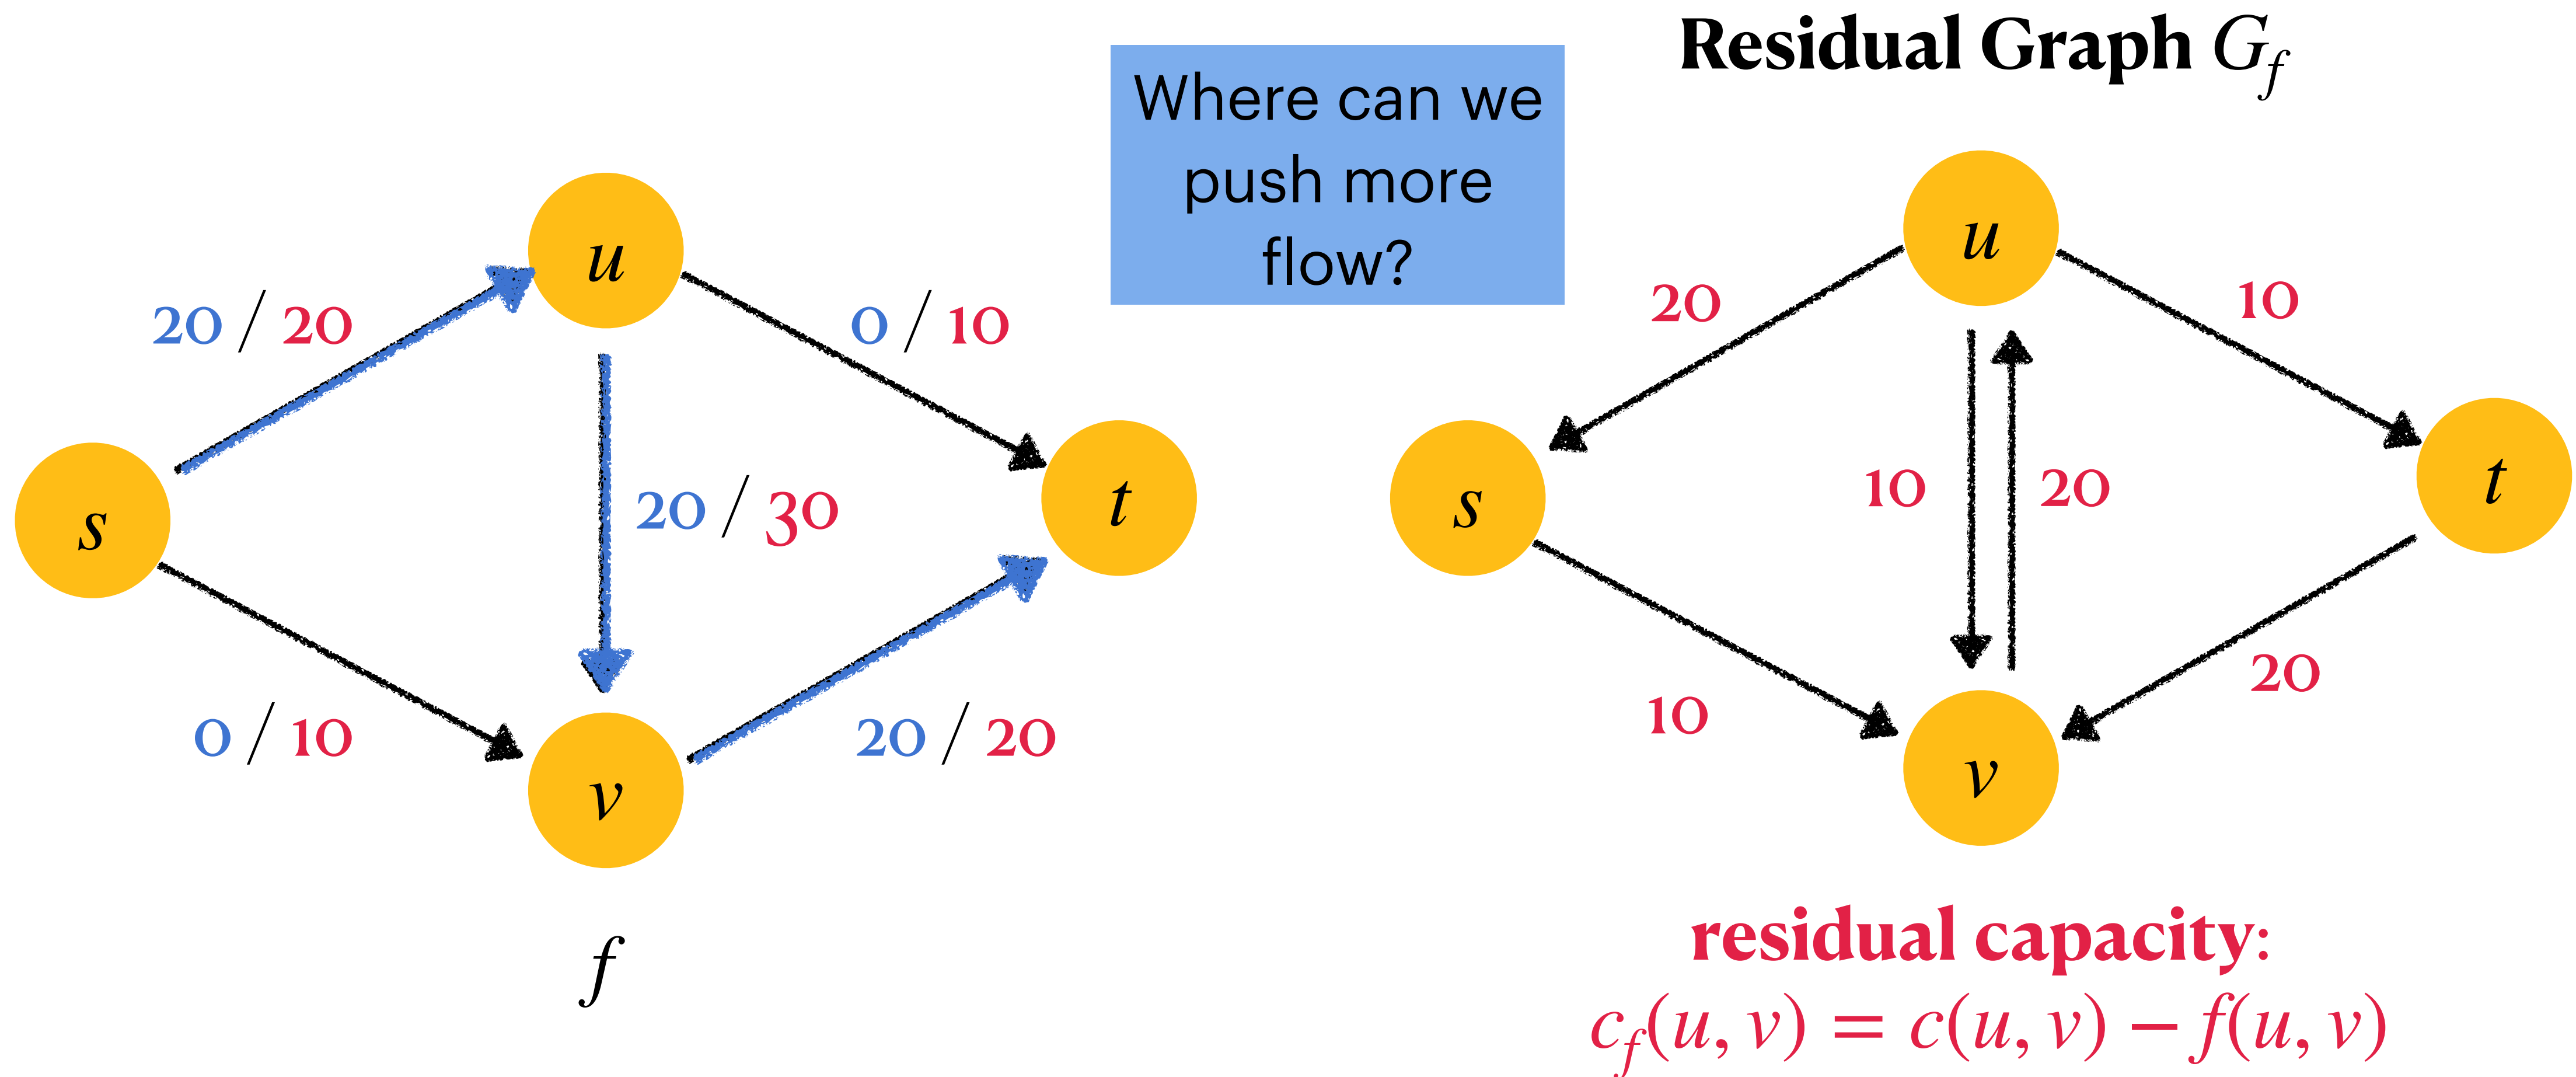 Residual Graph G_f
Where can we
push more
flow?
u
20 / 20
0 / 10
s
20 / 30
t
v
0 / 10
20 / 20
f
u
20
10
s
10
20
t
10
20
v
residual capacity:
c_f(u, v) = c(u, v) − f(u, v)